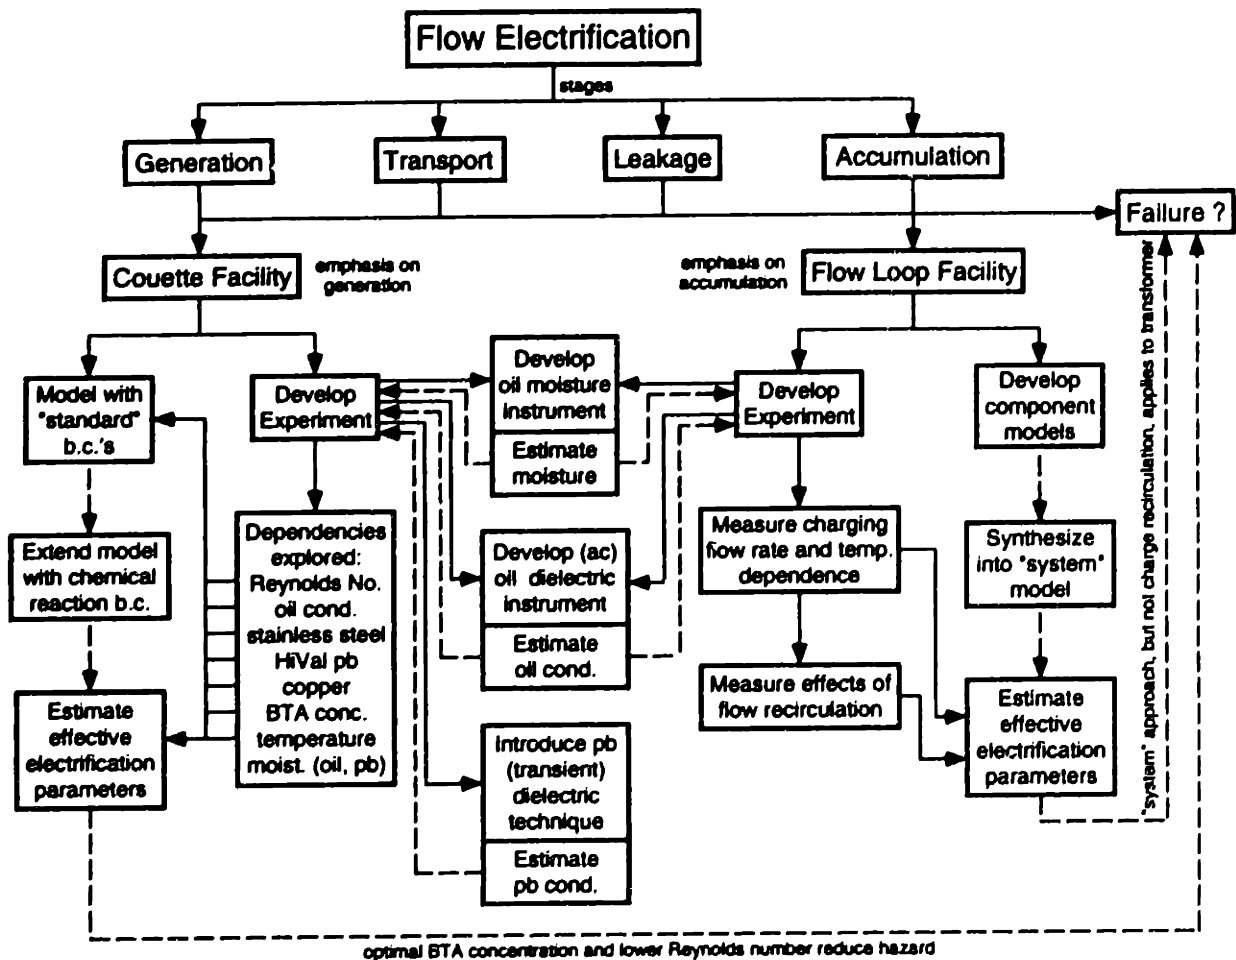 Flow Electrification
stages
Generation
Transport
Leakage
Accumulation
Failure ?
Couette Facility
emphasis on
generation
emphasis on
accumulation
Flow Loop Facility
Model with
"standard"
b.c.'s
Develop
Experiment
Develop
oil moisture
instrument
Estimate
moisture
Develop
Experiment
Develop
component
models
Extend model
with chemical
reaction b.c.
Dependencies
explored:
Reynolds No.
oil cond.
stainless steel
HiVal pb
copper
BTA conc.
temperature
moist. (oil, pb)
Develop (ac)
oil dielectric
instrument
Estimate
oil cond.
Measure charging
flow rate and temp.
dependence
Synthesize
into "system"
model
Estimate
effective
electrification
parameters
Introduce pb
(transient)
dielectric
technique
Estimate
pb cond.
Measure effects of
flow recirculation
Estimate
effective
electrification
parameters
"system" approach, but not charge recirculation, applies to transformer
optimal BTA concentration and lower Reynolds number reduce hazard